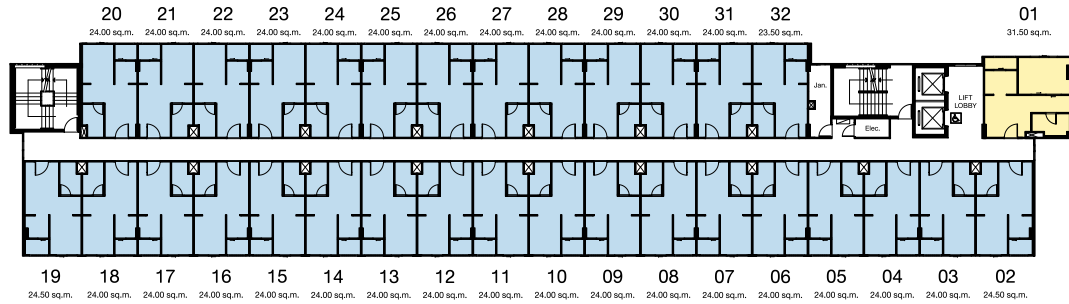 20 21 22 23 24 25 26 27 28 29 30 31 32 01
24.00 sq.m. 24.00 sq.m. 24.00 sq.m. 24.00 sq.m. 24.00 sq.m. 24.00 sq.m. 24.00 sq.m. 24.00 sq.m. 24.00 sq.m. 24.00 sq.m. 24.00 sq.m. 24.00 sq.m. 23.50 sq.m. 31.50 sq.m.
Jan.
LIFT
LOBBY
Elec.
19 18 17 16 15 14 13 12 11 10 09 08 07 06 05 04 03 02
24.50 sq.m. 24.00 sq.m. 24.00 sq.m. 24.00 sq.m. 24.00 sq.m. 24.00 sq.m. 24.00 sq.m. 24.00 sq.m. 24.00 sq.m. 24.00 sq.m. 24.00 sq.m. 24.00 sq.m. 24.00 sq.m. 24.00 sq.m. 24.00 sq.m. 24.00 sq.m. 24.00 sq.m. 24.50 sq.m.